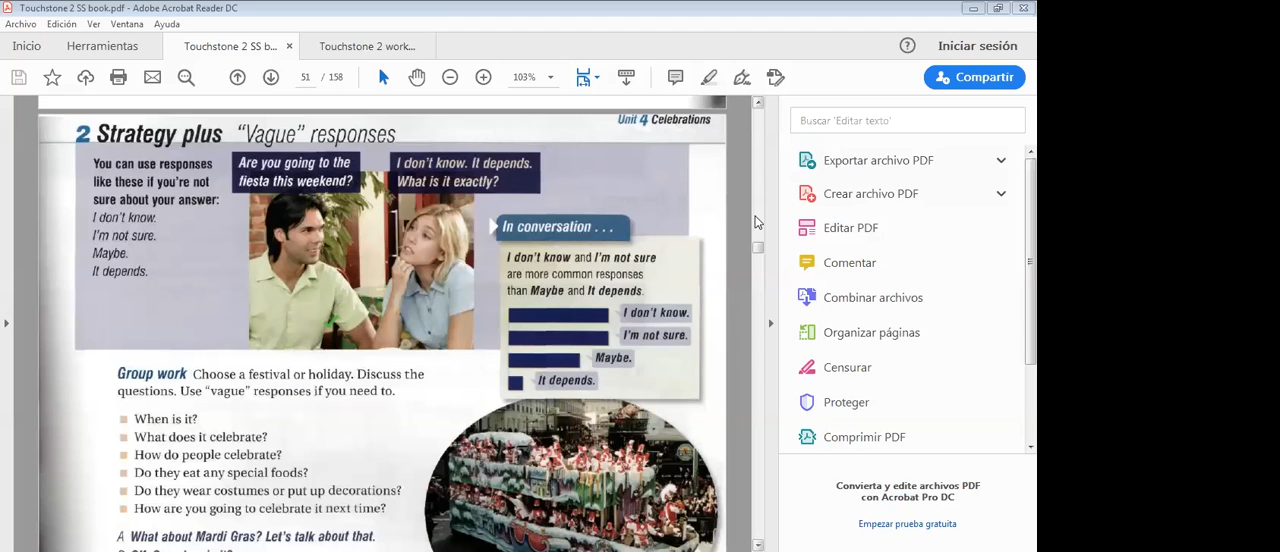 Touchstone 2 SS book.pdf - Adobe Acrobat Reader DC
Archivo Edición Ver Ventana Ayuda
Inicio Herramientas Touchstone 2 SS b... × Touchstone 2 work... ? Iniciar sesión
51 / 158 103% Compartir
Unit 4 Celebrations
2 Strategy plus "Vague" responses
You can use responses
like these if you're not
sure about your answer:
I don't know.
I'm not sure.
Maybe.
It depends.
Are you going to the
fiesta this weekend?
I don't know. It depends.
What is it exactly?
In conversation . . .
I don't know and I'm not sure
are more common responses
than Maybe and It depends.
I don't know.
I'm not sure.
Maybe.
It depends.
Group work Choose a festival or holiday. Discuss the
questions. Use "vague" responses if you need to.
When is it?
What does it celebrate?
How do people celebrate?
Do they eat any special foods?
Do they wear costumes or put up decorations?
How are you going to celebrate it next time?
A What about Mardi Gras? Let's talk about that.
Buscar 'Editar texto'
Exportar archivo PDF
Crear archivo PDF
Editar PDF
Comentar
Combinar archivos
Organizar páginas
Censurar
Proteger
Comprimir PDF
Convierta y edite archivos PDF
con Acrobat Pro DC
Empezar prueba gratuita